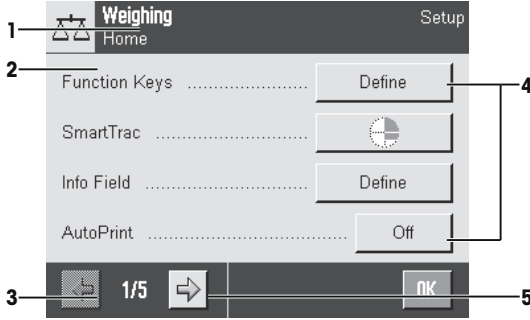 Weighing
Setup
1
Home
2
Function Keys ........................ Define
4
SmartTrac ..............................
Info Field ................................ Define
AutoPrint ....................................... Off
3
1/5
OK
5